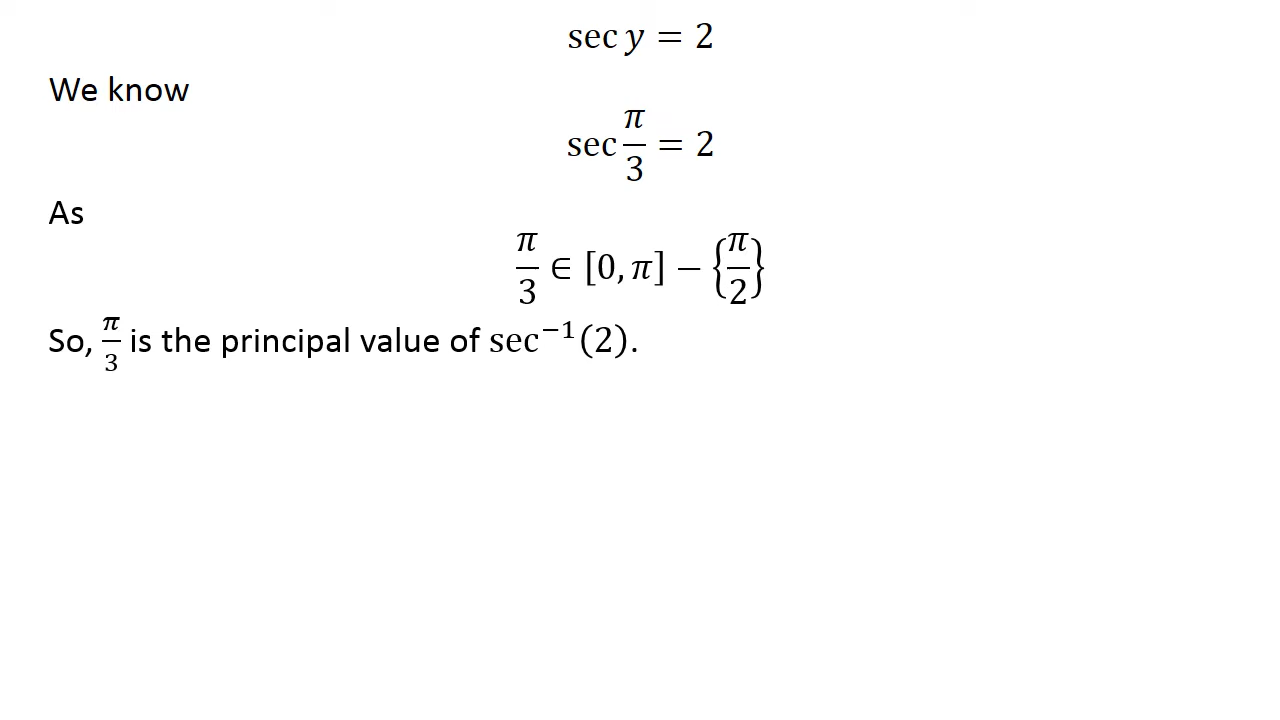 sec y = 2
We know
sec π/3 = 2
As
π/3 ∈ [0, π] − {π/2}
So, π/3 is the principal value of sec⁻¹(2).